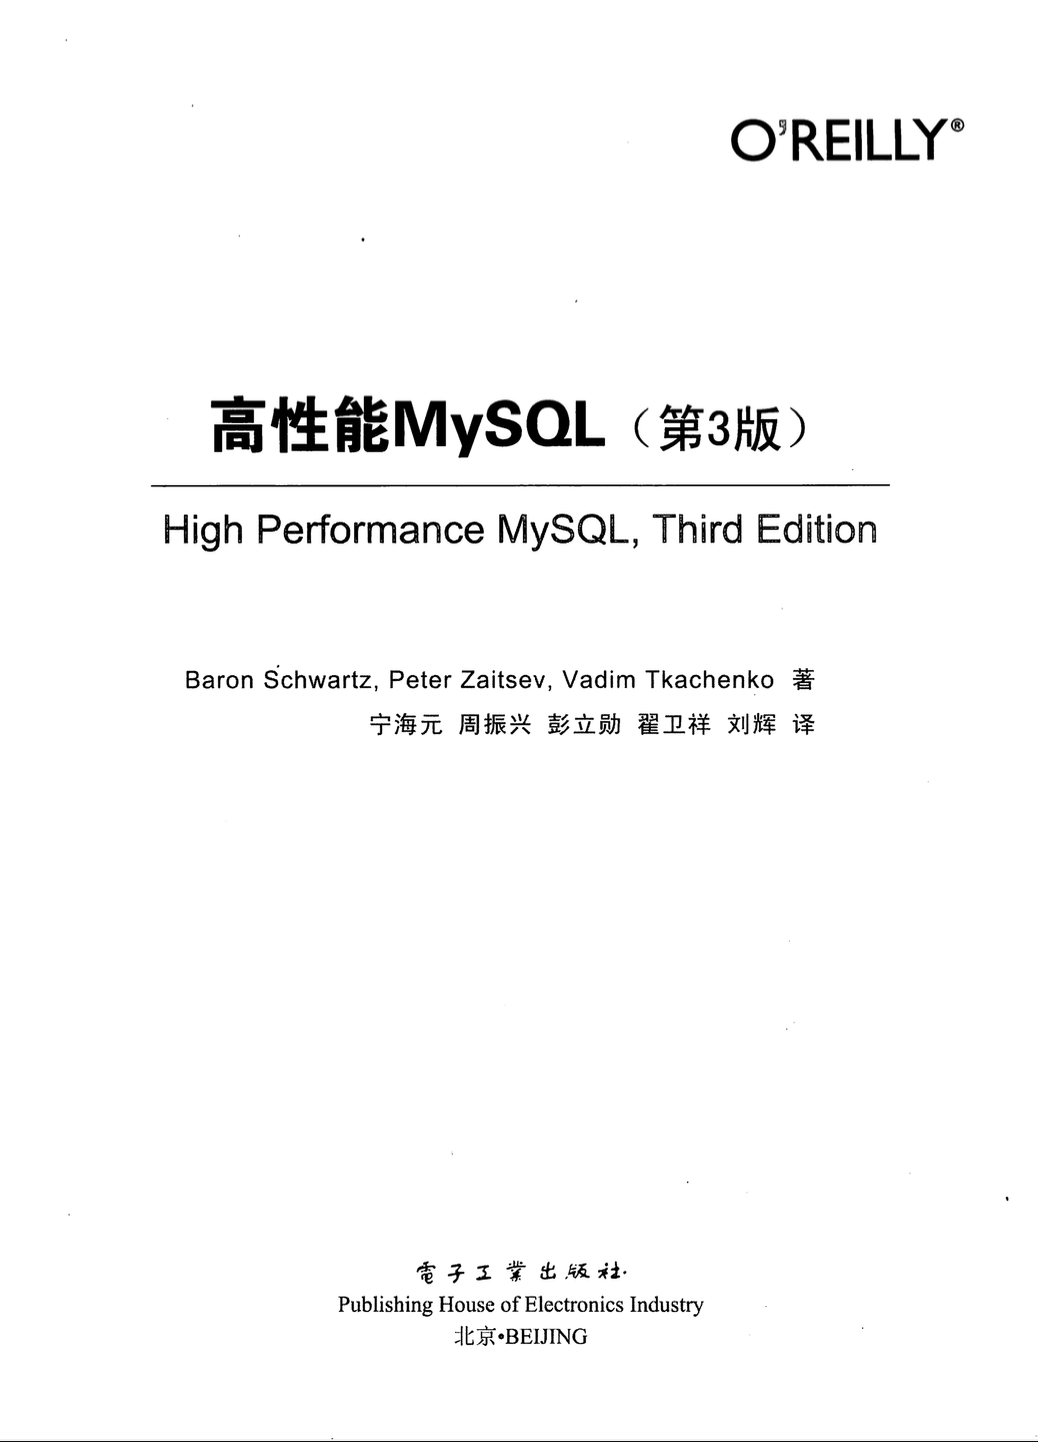 O'REILLY®
高性能MySQL（第3版）
High Performance MySQL, Third Edition
Baron Schwartz, Peter Zaitsev, Vadim Tkachenko 著
宁海元 周振兴 彭立勋 翟卫祥 刘辉 译
電子工業出版社
Publishing House of Electronics Industry
北京•BEIJING